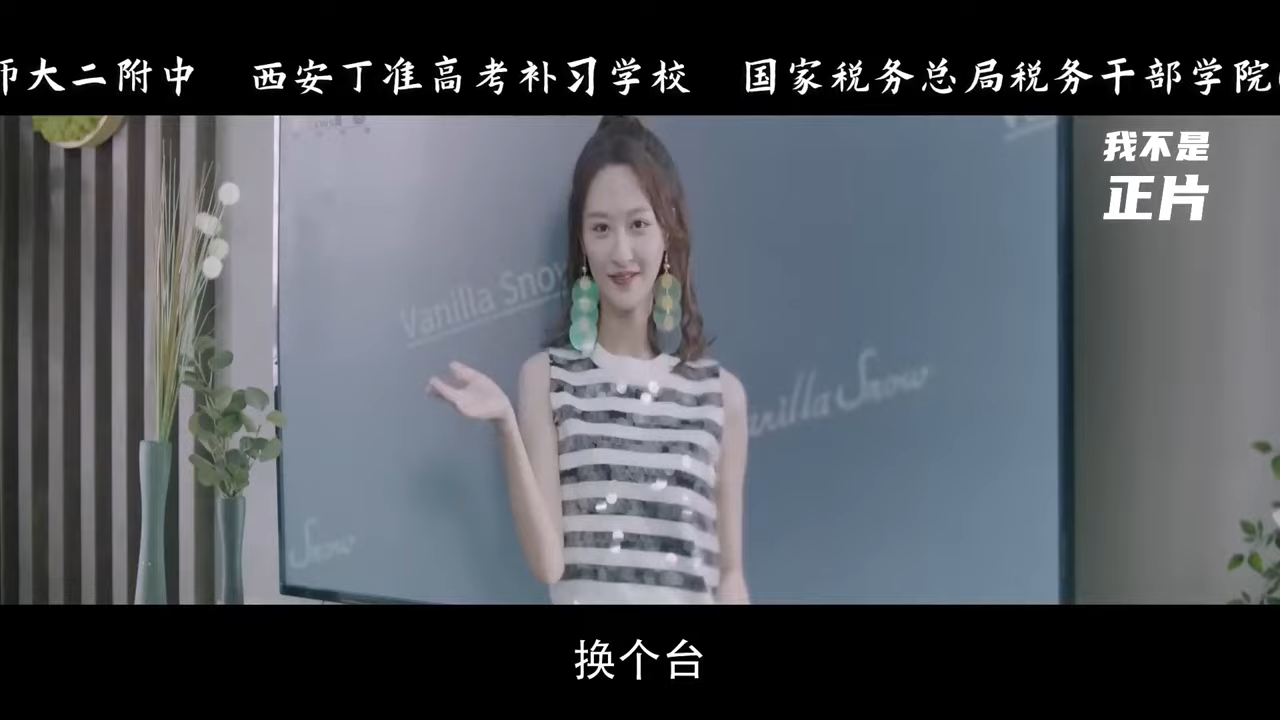 师大二附中 西安丁准高考补习学校 国家税务总局税务干部学院
我不是
正片
Vanilla Snow
Vanilla Snow
Snow
换个台